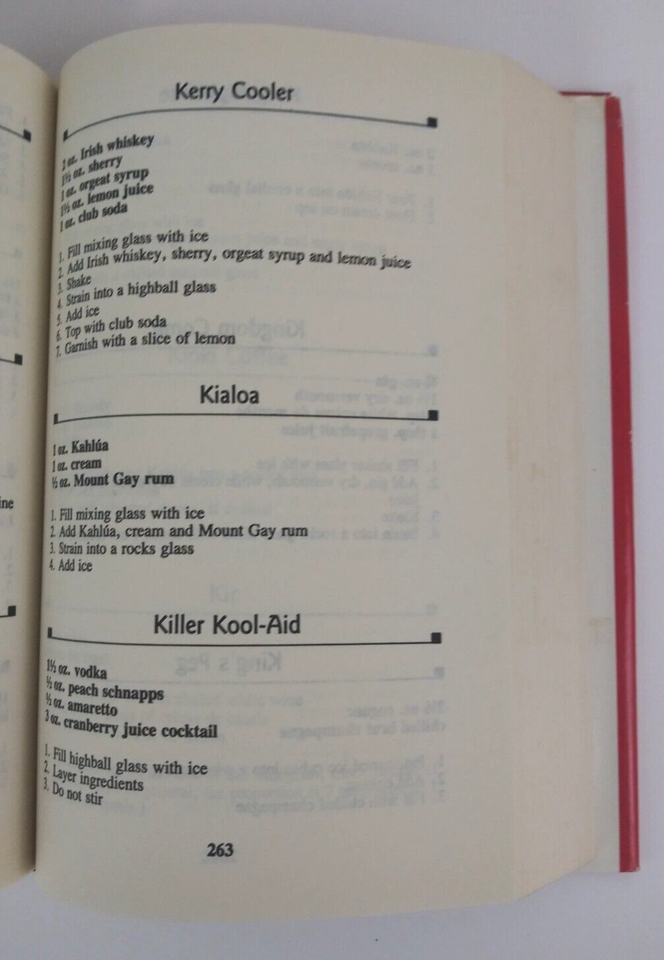 Kerry Cooler
2 oz. Irish whiskey
1½ oz. sherry
1 oz. orgeat syrup
1½ oz. lemon juice
1 oz. club soda
1. Fill mixing glass with ice
2. Add Irish whiskey, sherry, orgeat syrup and lemon juice
3. Shake
4. Strain into a highball glass
5. Add ice
6. Top with club soda
7. Garnish with a slice of lemon
Kialoa
1 oz. Kahlúa
1 oz. cream
½ oz. Mount Gay rum
1. Fill mixing glass with ice
2. Add Kahlúa, cream and Mount Gay rum
3. Strain into a rocks glass
4. Add ice
Killer Kool-Aid
1½ oz. vodka
½ oz. peach schnapps
½ oz. amaretto
3 oz. cranberry juice cocktail
1. Fill highball glass with ice
2. Layer ingredients
3. Do not stir
263